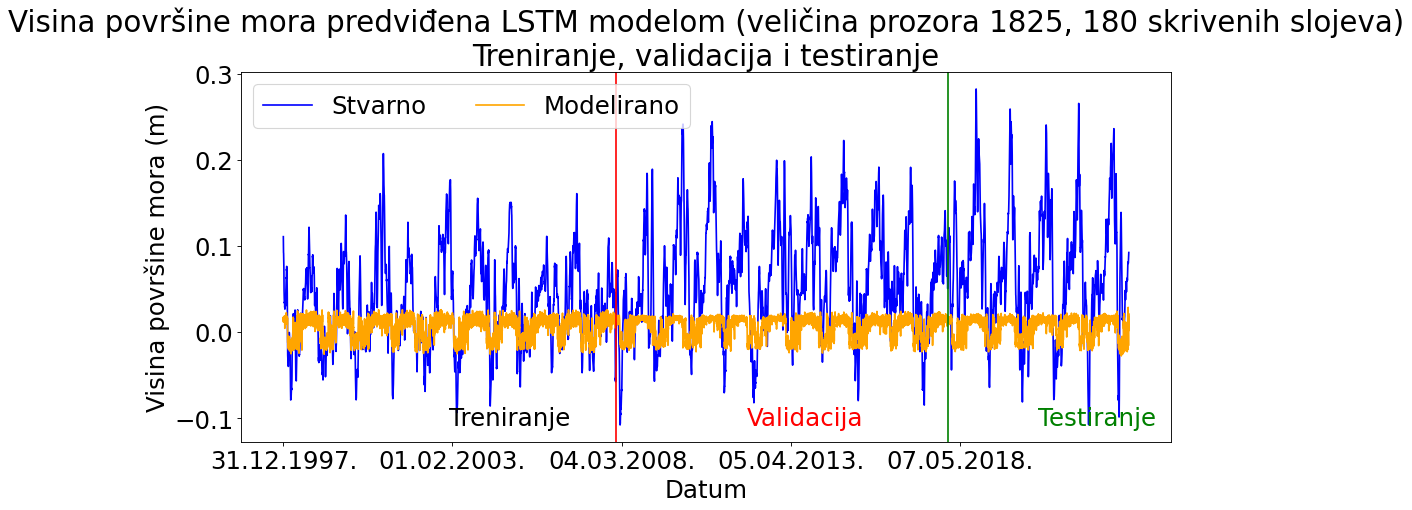 Visina površine mora predviđena LSTM modelom (veličina prozora 1825, 180 skrivenih slojeva)
Treniranje, validacija i testiranje
Stvarno Modelirano
Visina površine mora (m)
0.3
0.2
0.1
0.0
−0.1
Treniranje Validacija Testiranje
31.12.1997. 01.02.2003. 04.03.2008. 05.04.2013. 07.05.2018.
Datum